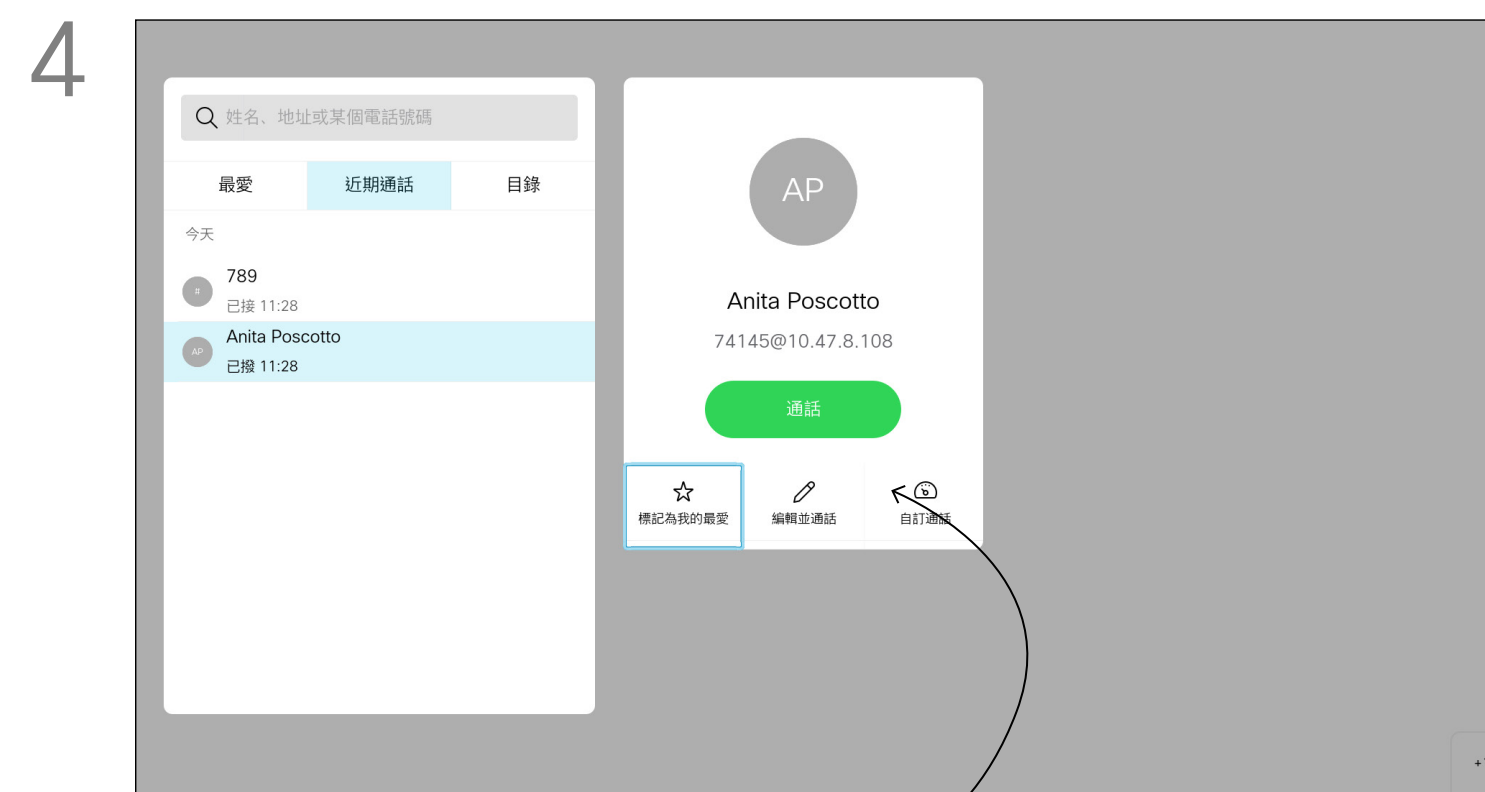 4
姓名、地址或某個電話號碼
最愛 近期通話 目錄
今天
#
789
已接 11:28
AP
Anita Poscotto
已撥 11:28
AP
Anita Poscotto
74145@10.47.8.108
通話
標記為我的最愛 編輯並通話 自訂通話